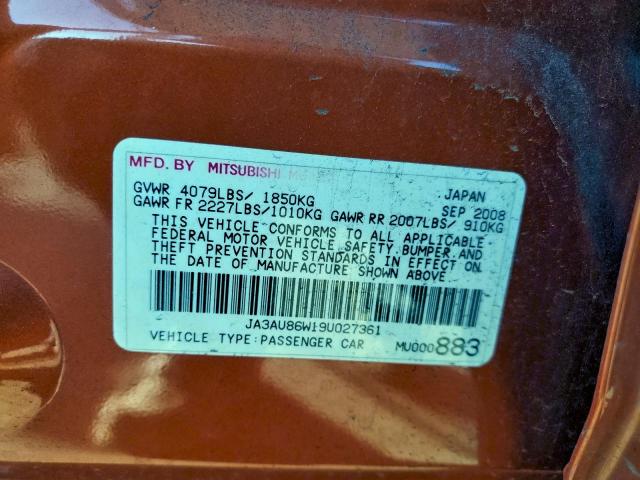 MFD. BY MITSUBISHI
GVWR 4079LBS/ 1850KG JAPAN
GAWR FR 2227LBS/1010KG GAWR RR 2007LBS/ 910KG SEP 2008
THIS VEHICLE CONFORMS TO ALL APPLICABLE
FEDERAL MOTOR VEHICLE SAFETY, BUMPER, AND
THEFT PREVENTION STANDARDS IN EFFECT ON
THE DATE OF MANUFACTURE SHOWN ABOVE.
JA3AU86W19U027361
VEHICLE TYPE:PASSENGER CAR MU000883